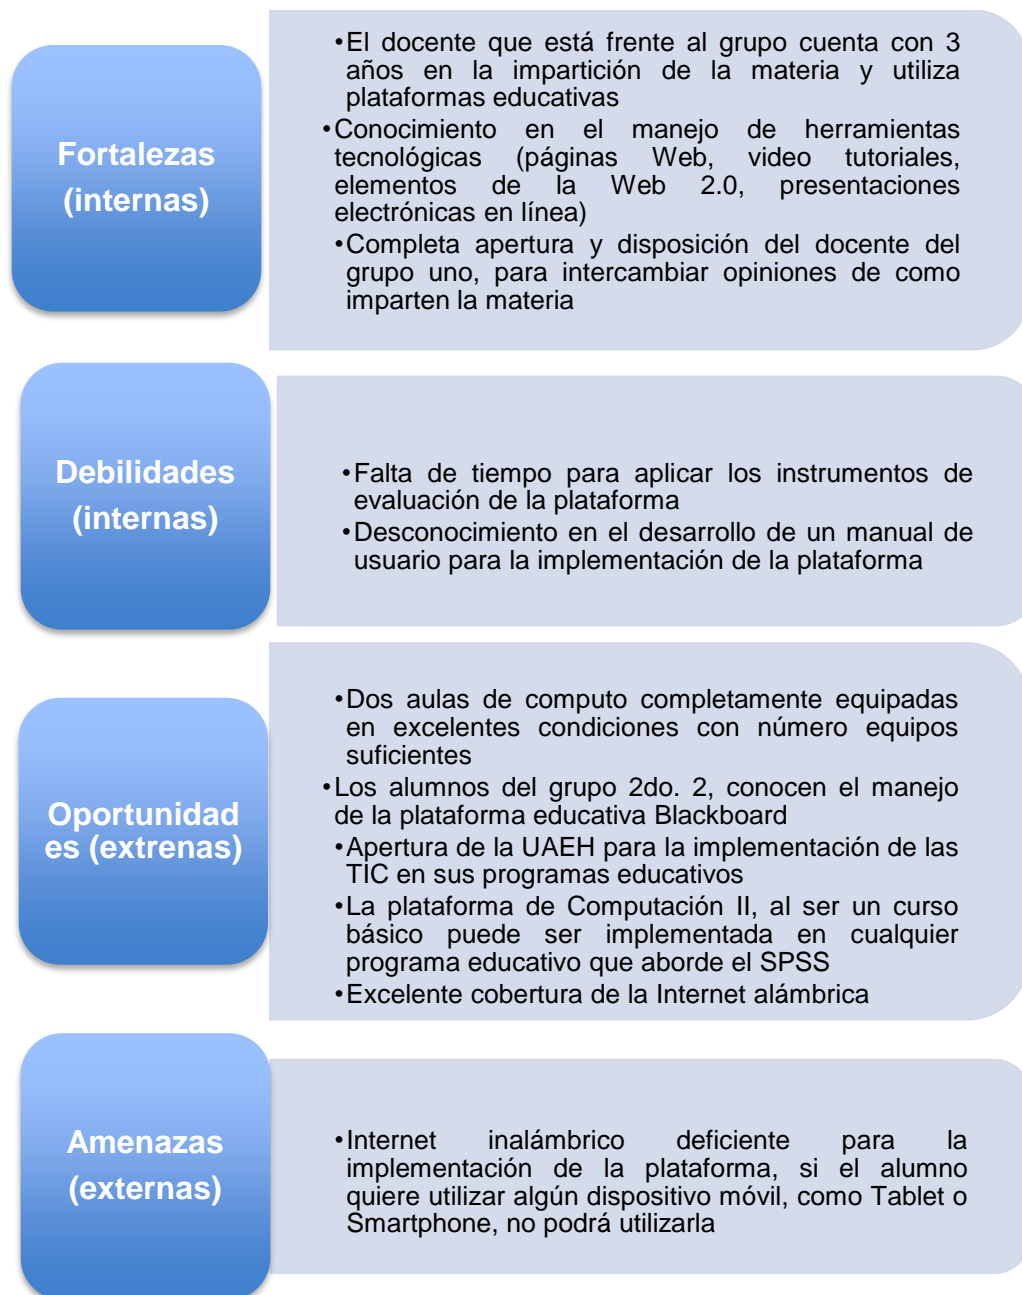 Fortalezas
(internas)
•El docente que está frente al grupo cuenta con 3
años en la impartición de la materia y utiliza
plataformas educativas
•Conocimiento en el manejo de herramientas
tecnológicas (páginas Web, video tutoriales,
elementos de la Web 2.0, presentaciones
electrónicas en línea)
•Completa apertura y disposición del docente del
grupo uno, para intercambiar opiniones de como
imparten la materia
Debilidades
(internas)
•Falta de tiempo para aplicar los instrumentos de
evaluación de la plataforma
•Desconocimiento en el desarrollo de un manual de
usuario para la implementación de la plataforma
Oportunidad
es (extrenas)
•Dos aulas de computo completamente equipadas
en excelentes condiciones con número equipos
suficientes
•Los alumnos del grupo 2do. 2, conocen el manejo
de la plataforma educativa Blackboard
•Apertura de la UAEH para la implementación de las
TIC en sus programas educativos
•La plataforma de Computación II, al ser un curso
básico puede ser implementada en cualquier
programa educativo que aborde el SPSS
•Excelente cobertura de la Internet alámbrica
Amenazas
(externas)
•Internet inalámbrico deficiente para la
implementación de la plataforma, si el alumno
quiere utilizar algún dispositivo móvil, como Tablet o
Smartphone, no podrá utilizarla